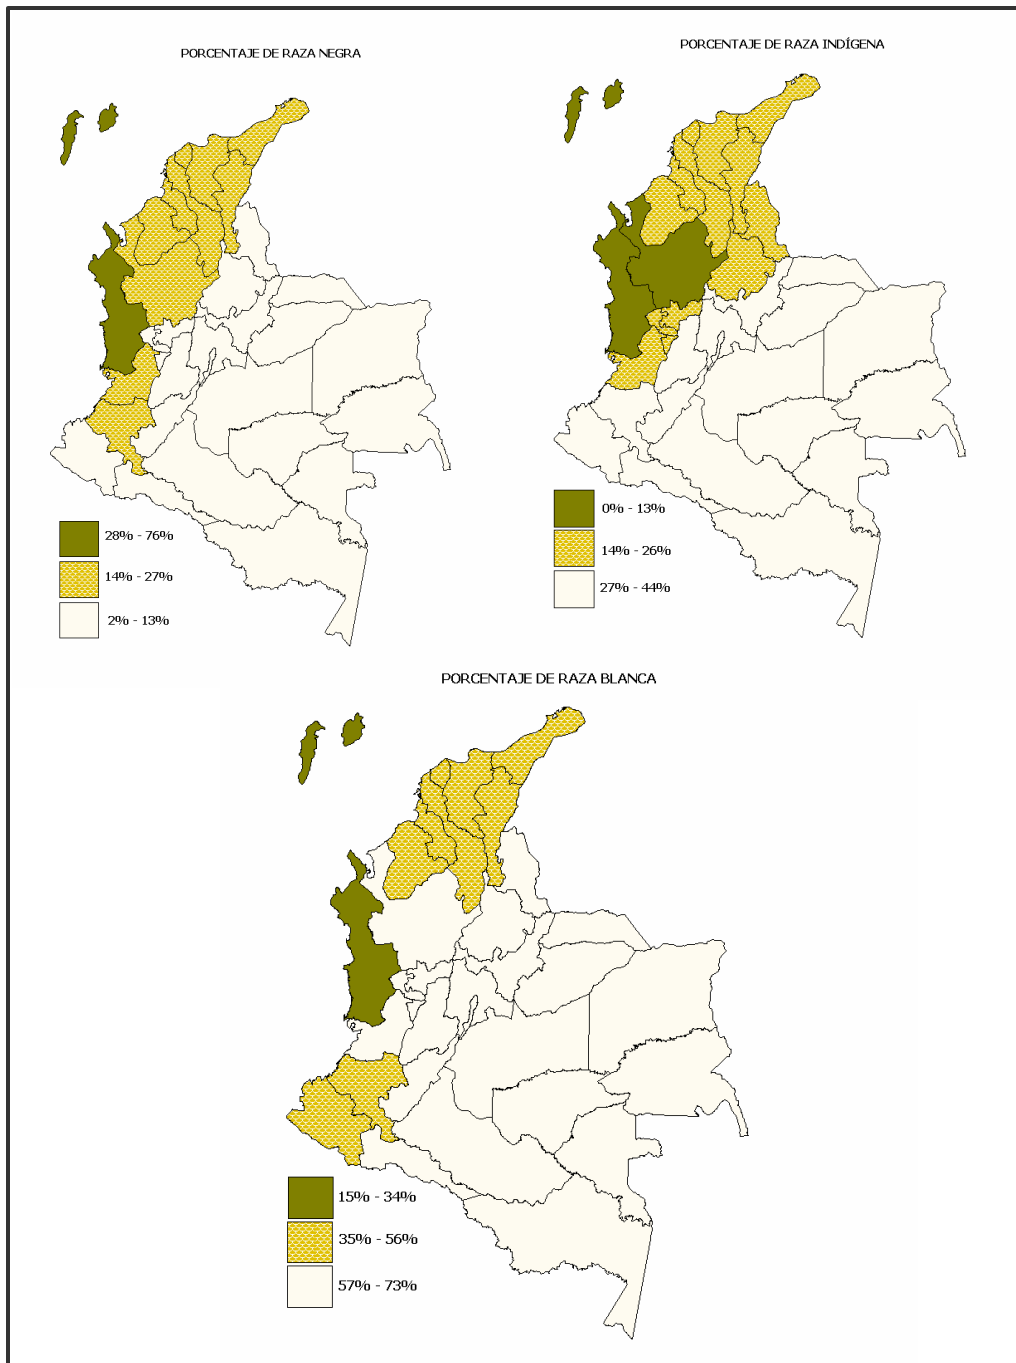 PORCENTAJE DE RAZA NEGRA
PORCENTAJE DE RAZA INDÍGENA
28% - 76%
14% - 27%
2% - 13%
0% - 13%
14% - 26%
27% - 44%
PORCENTAJE DE RAZA BLANCA
15% - 34%
35% - 56%
57% - 73%